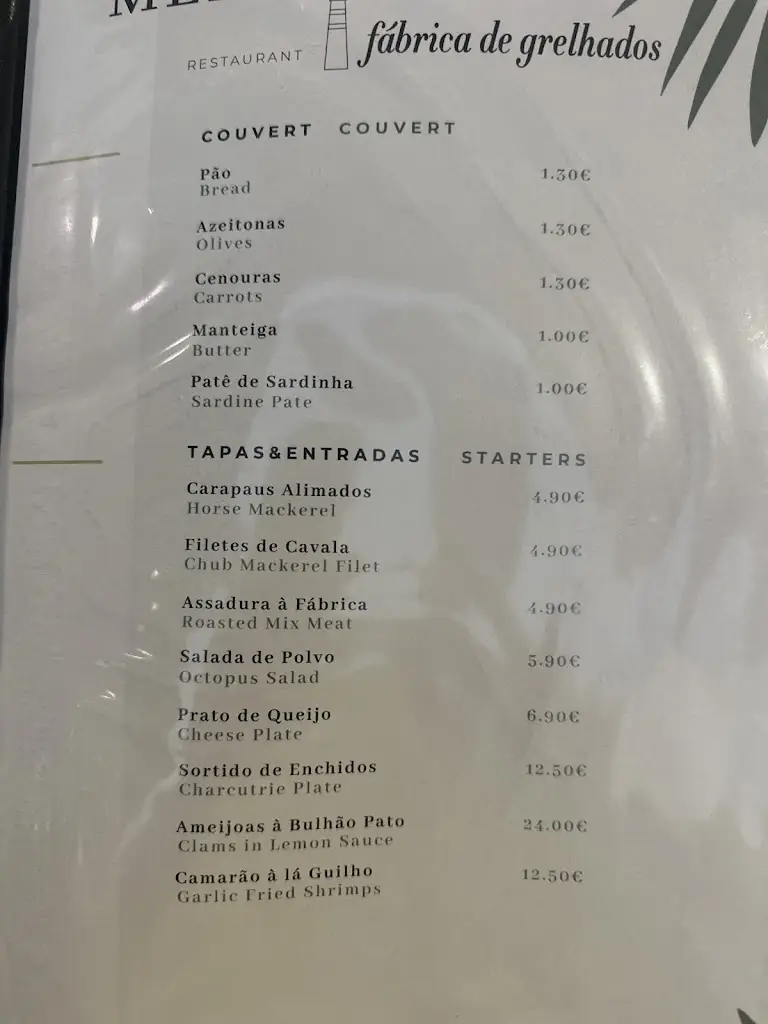 RESTAURANT fábrica de grelhados
COUVERT COUVERT
Pão 1.30€
Bread
Azeitonas 1.30€
Olives
Cenouras 1.30€
Carrots
Manteiga 1.00€
Butter
Patê de Sardinha 1.00€
Sardine Pate
TAPAS&ENTRADAS STARTERS
Carapaus Alimados 4.90€
Horse Mackerel
Filetes de Cavala 4.90€
Chub Mackerel Filet
Assadura à Fábrica 4.90€
Roasted Mix Meat
Salada de Polvo 5.90€
Octopus Salad
Prato de Queijo 6.90€
Cheese Plate
Sortido de Enchidos 12.50€
Charcutrie Plate
Ameijoas à Bulhão Pato 24.00€
Clams in Lemon Sauce
Camarão à lá Guilho 12.50€
Garlic Fried Shrimps